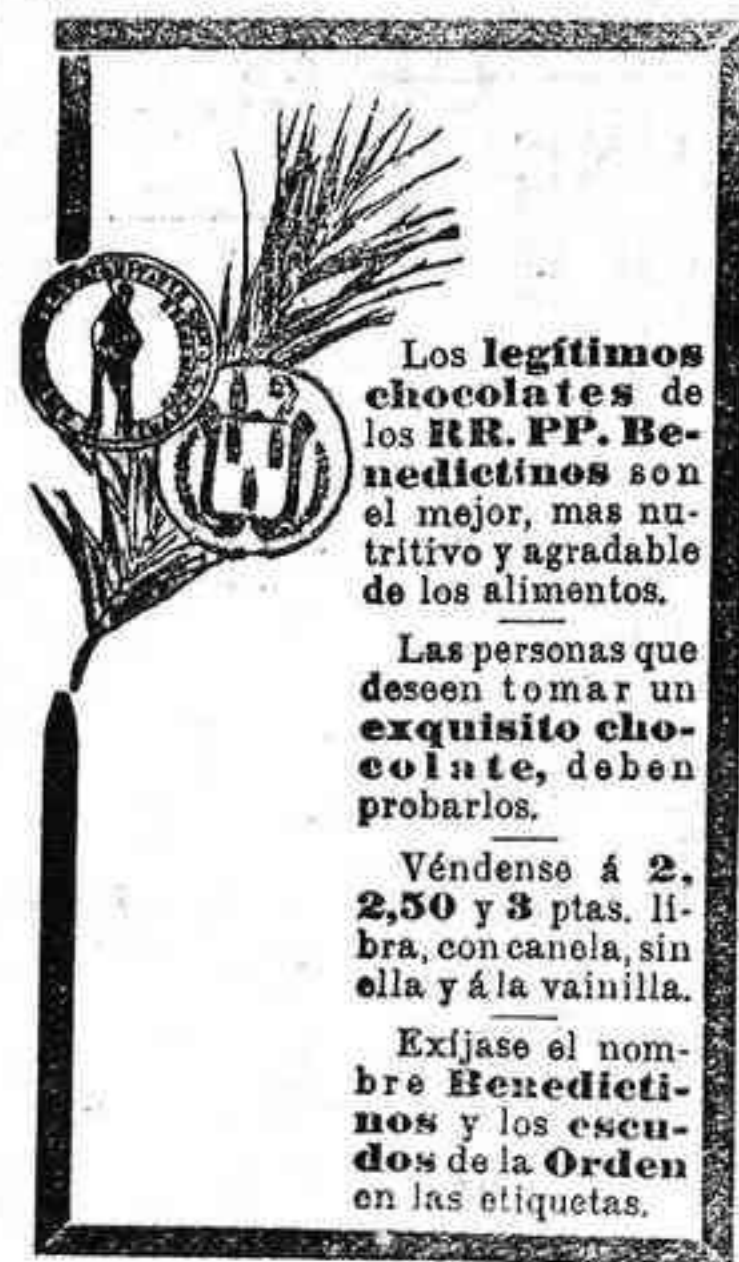 Los legítimos
chocolates de
los RR. PP. Be-
nedictinos son
el mejor, mas nu-
tritivo y agradable
de los alimentos.
Las personas que
deseen tomar un
exquisito cho-
colate, deben
probarlos.
Véndense á 2,
2,50 y 3 ptas. li-
bra, con canela, sin
ella y á la vainilla.
Exíjase el nom-
bre Benedicti-
nos y los escu-
dos de la Orden
en las etiquetas.